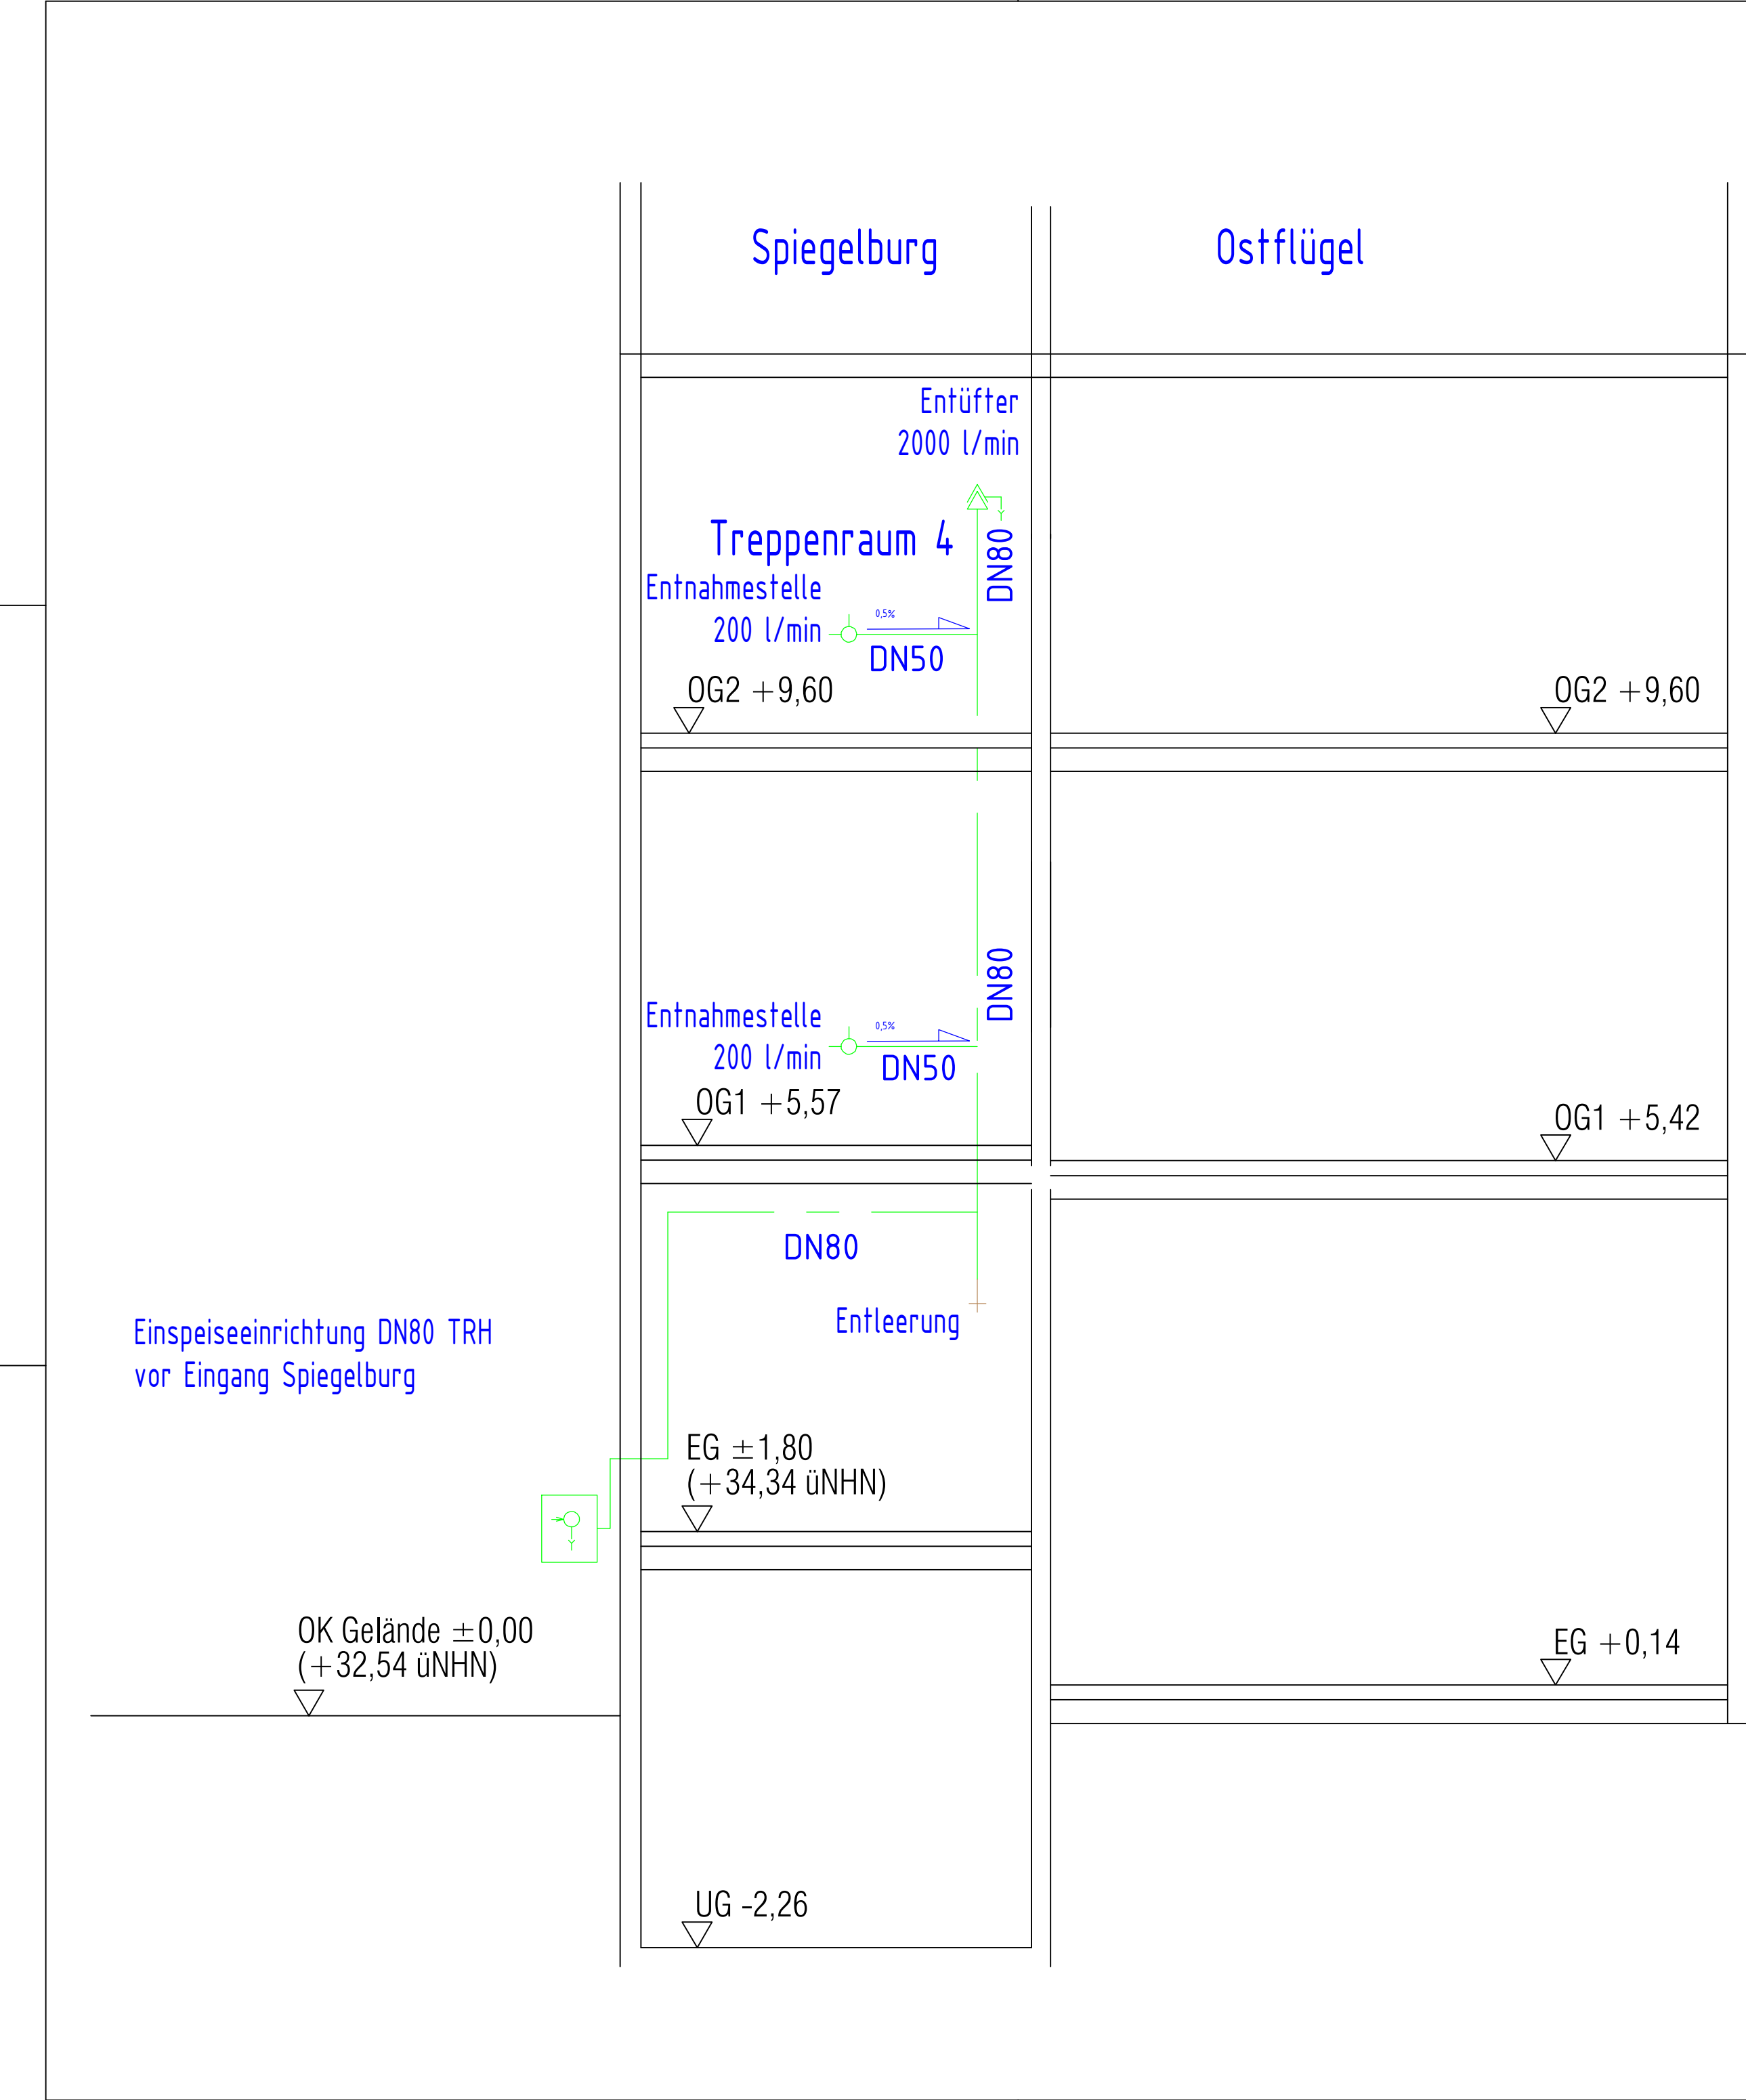 Spiegelburg
Ostflügel
Entüfter
2000 l/min
Treppenraum 4
DN80
Entnahmestelle
200 l/min
0,5%
DN50
OG2 +9,60
OG2 +9,60
DN80
Entnahmestelle
200 l/min
0,5%
DN50
OG1 +5,57
OG1 +5,42
DN80
Entleerung
Einspeiseeinrichtung DN80 TRH
vor Eingang Spiegelburg
EG ±1,80
(+34,34 üNHN)
OK Gelände ±0,00
(+32,54 üNHN)
EG +0,14
UG -2,26